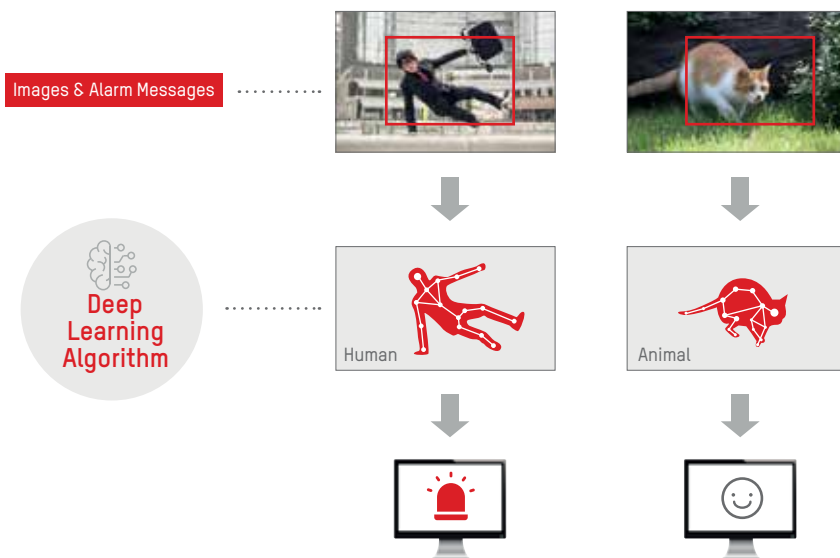 Images & Alarm Messages
Deep
Learning
Algorithm
Human
Animal